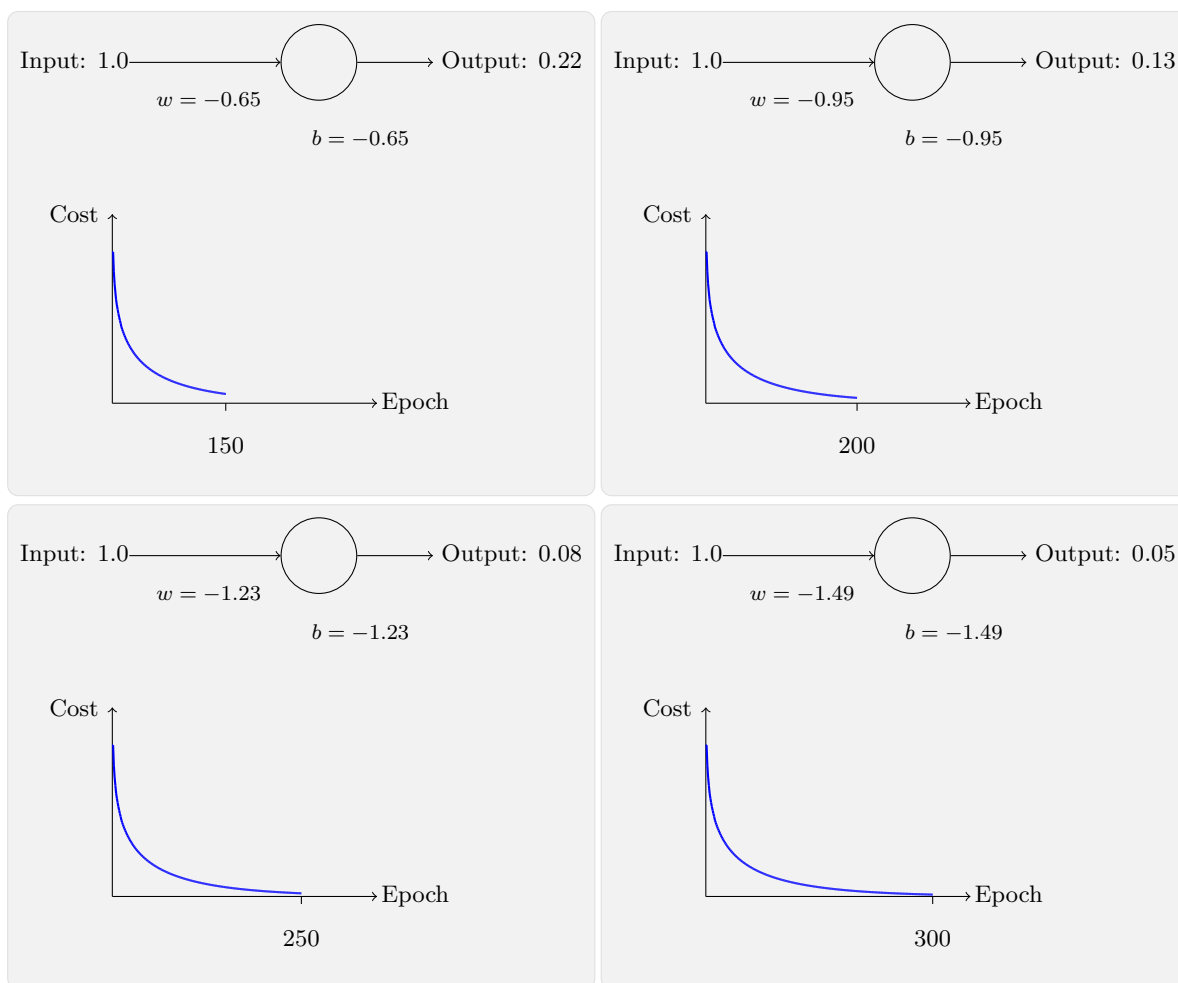 Input: 1.0 Output: 0.22
w = −0.65
b = −0.65
Cost
Epoch
150
Input: 1.0 Output: 0.13
w = −0.95
b = −0.95
Cost
Epoch
200
Input: 1.0 Output: 0.08
w = −1.23
b = −1.23
Cost
Epoch
250
Input: 1.0 Output: 0.05
w = −1.49
b = −1.49
Cost
Epoch
300